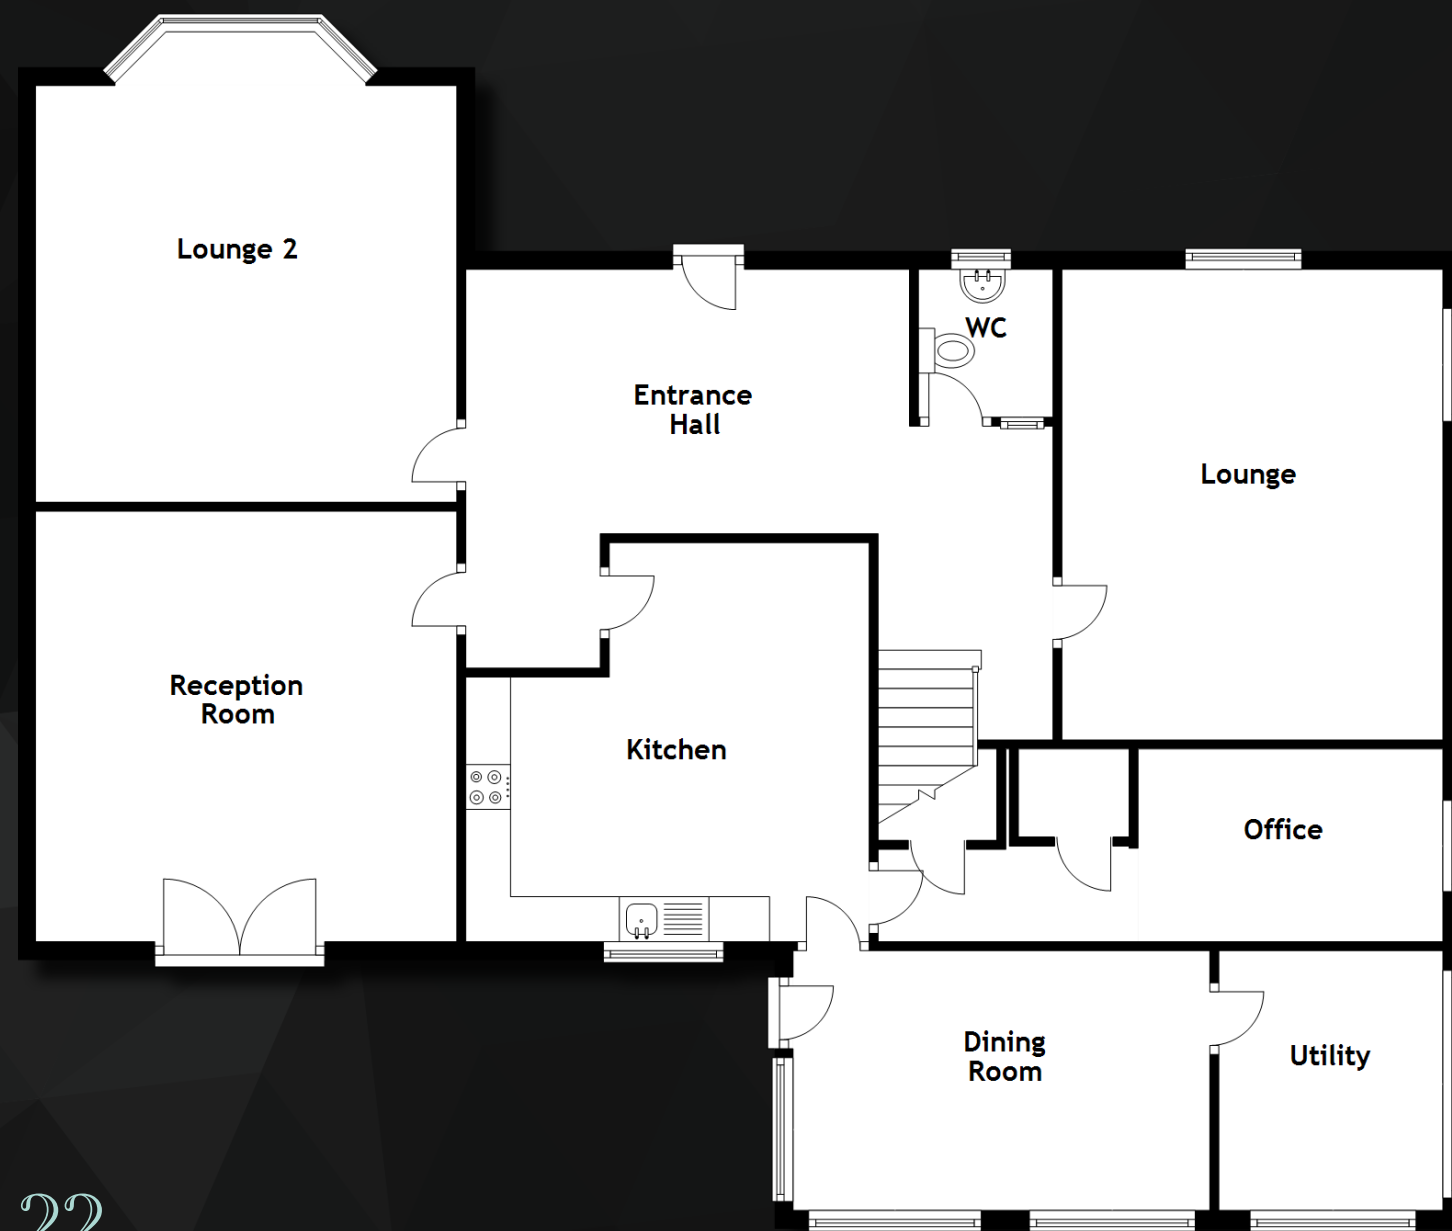 Lounge 2
Entrance
Hall
WC
Lounge
Reception
Room
Kitchen
Office
Dining
Room
Utility
22